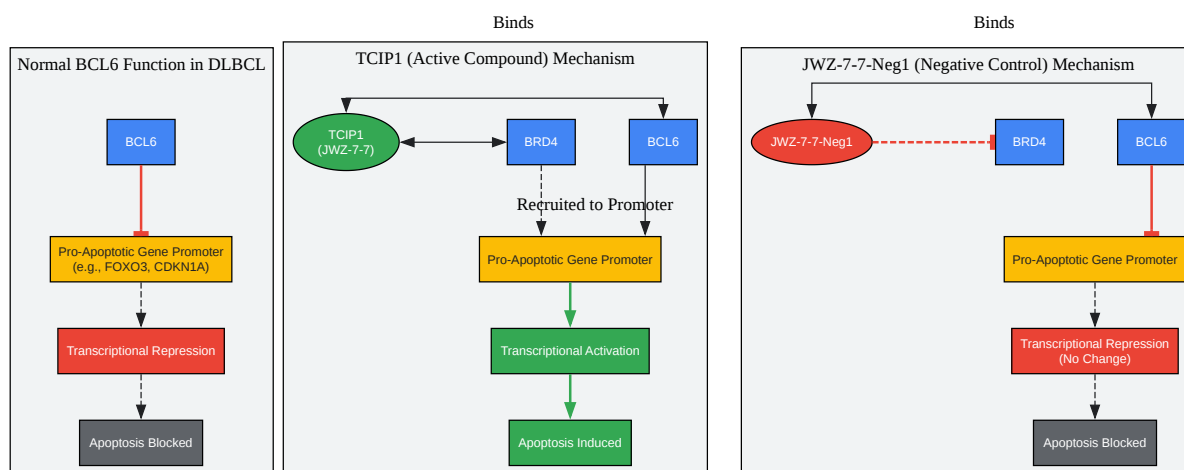 Normal BCL6 Function in DLBCL
BCL6
Pro-Apoptotic Gene Promoter
(e.g., FOXO3, CDKN1A)
Transcriptional Repression
Apoptosis Blocked
Binds
TCIP1 (Active Compound) Mechanism
TCIP1
(JWZ-7-7)
BRD4
BCL6
Recruited to Promoter
Pro-Apoptotic Gene Promoter
Transcriptional Activation
Apoptosis Induced
Binds
JWZ-7-7-Neg1 (Negative Control) Mechanism
JWZ-7-7-Neg1
BRD4
BCL6
Pro-Apoptotic Gene Promoter
Transcriptional Repression
(No Change)
Apoptosis Blocked